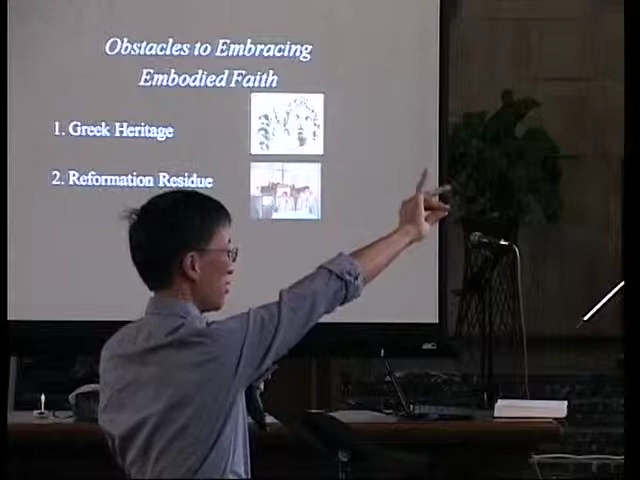 Obstacles to Embracing
Embodied Faith
1. Greek Heritage
2. Reformation Residue